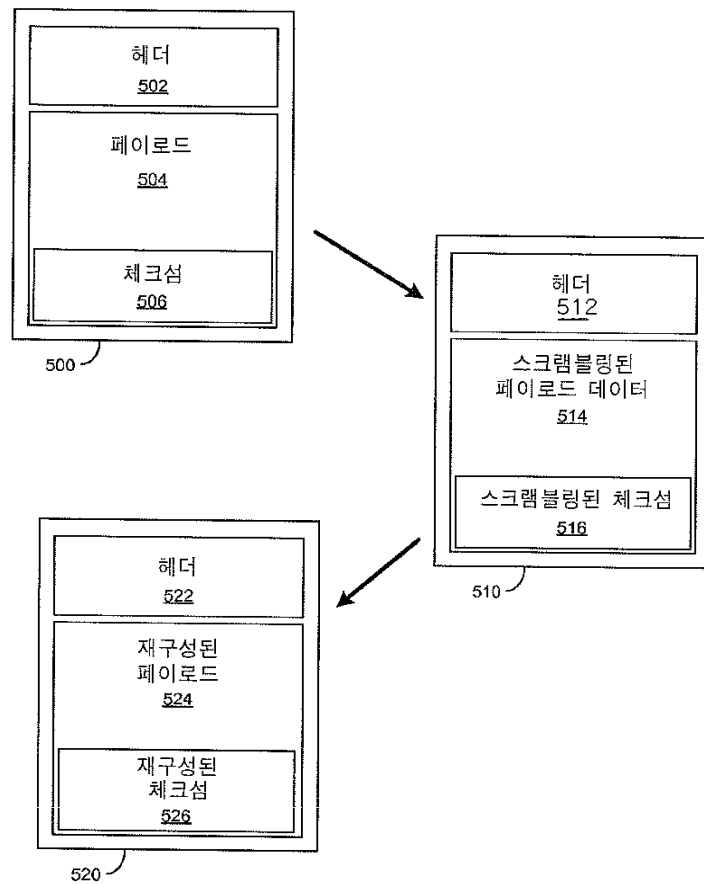 헤더
502
페이로드
504
체크섬
506
500
헤더
512
스크램블링된
페이로드 데이터
514
스크램블링된 체크섬
516
510
헤더
522
재구성된
페이로드
524
재구성된
체크섬
526
520